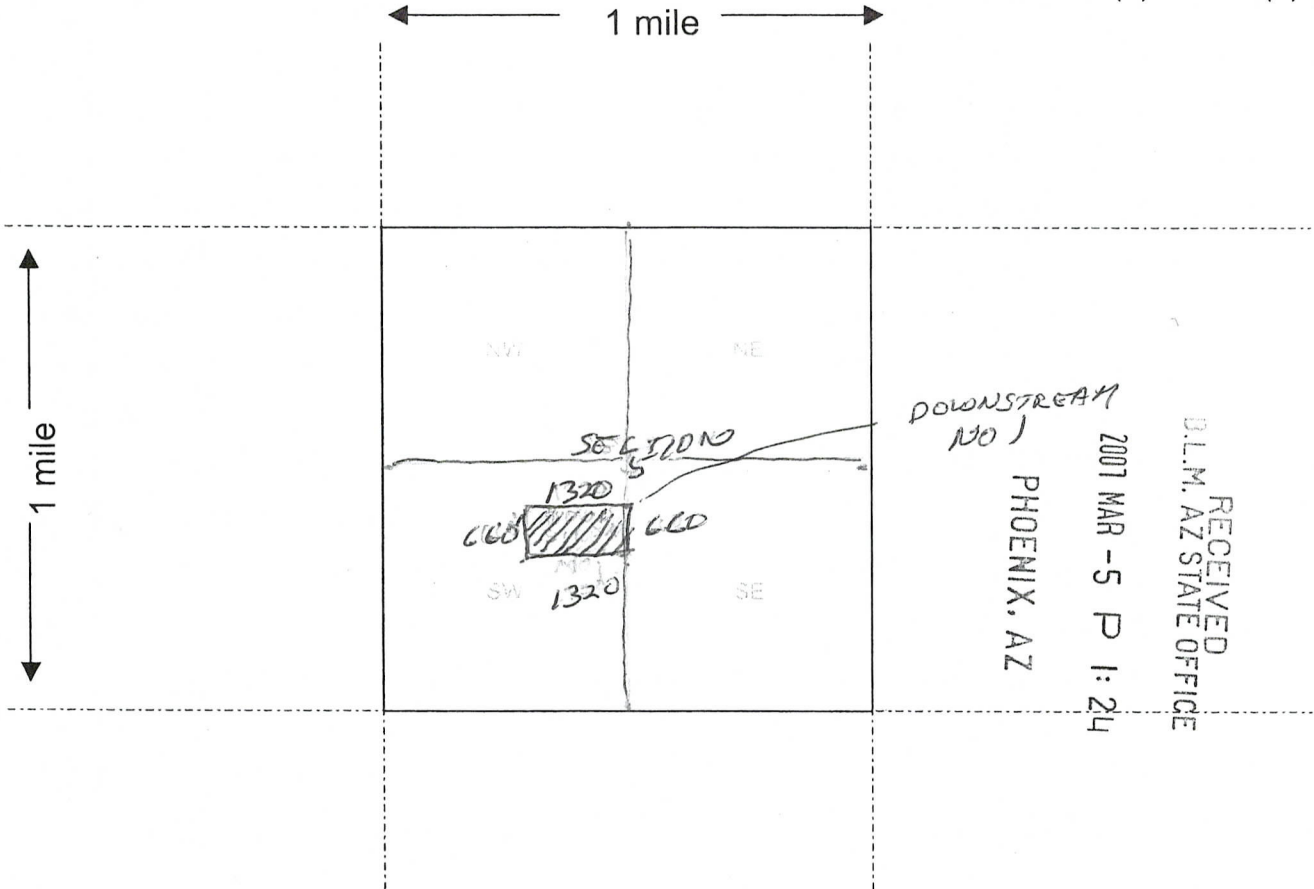 1 mile
1 mile
NW
NE
SECTION
5
DOWNSTREAM
NO 1
1320
660
660
SW
1320
SE
RECEIVED
B.L.M. AZ STATE OFFICE
2007 MAR -5 P 1:24
PHOENIX, AZ